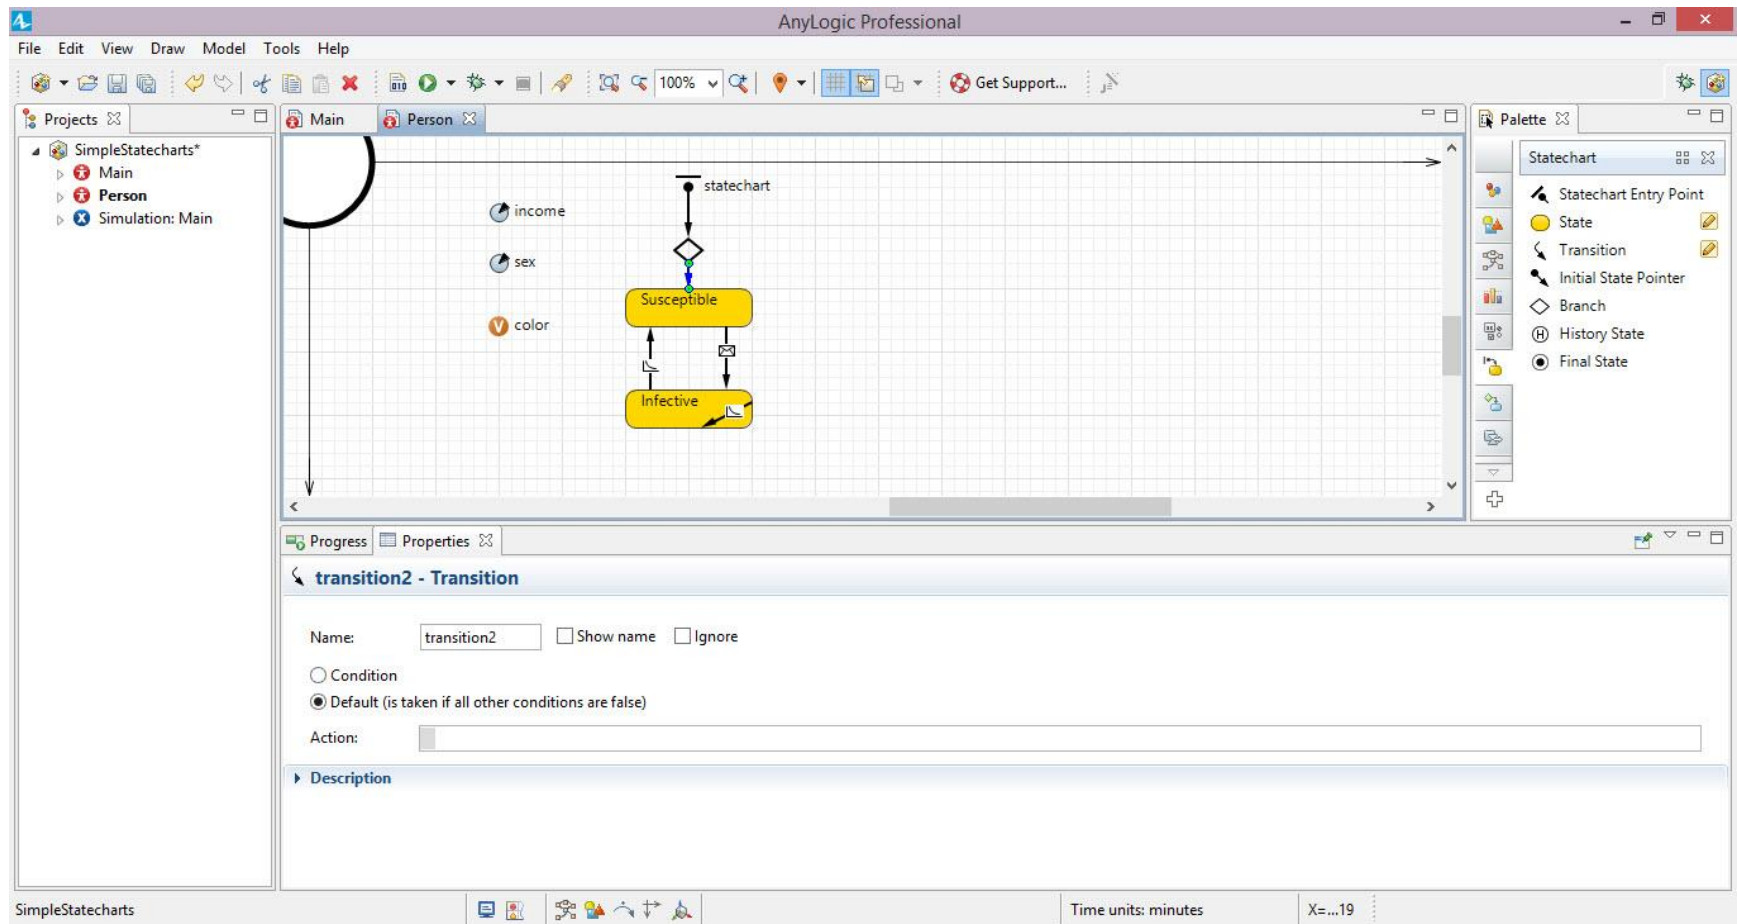 AnyLogic Professional
File Edit View Draw Model Tools Help
100% Get Support...
Projects
SimpleStatecharts*
Main
Person
Simulation: Main
Main Person
statechart
income
sex
color
Susceptible
Infective
Palette
Statechart
Statechart Entry Point
State
Transition
Initial State Pointer
Branch
History State
Final State
Progress Properties
transition2 - Transition
Name: transition2 Show name Ignore
Condition
Default (is taken if all other conditions are false)
Action:
Description
SimpleStatecharts Time units: minutes X=...19